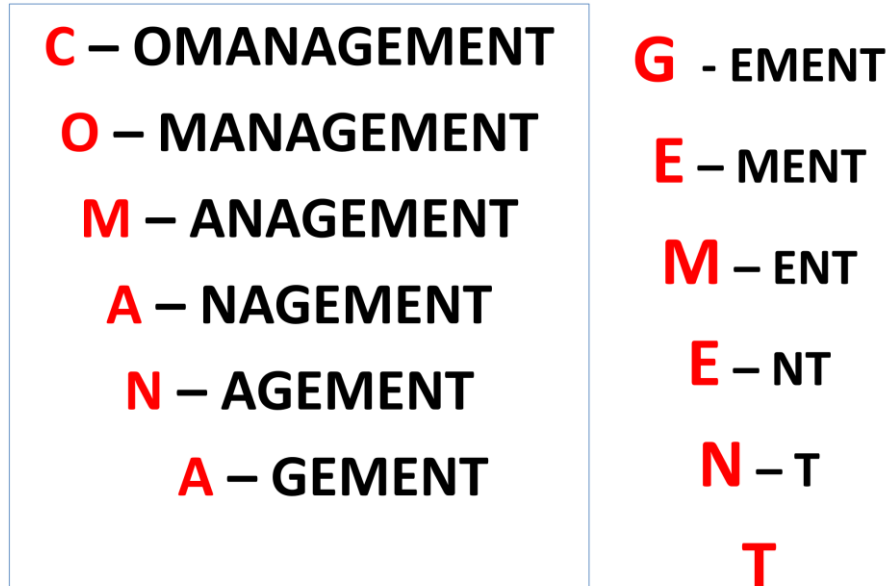 C – OMANAGEMENT
O – MANAGEMENT
M – ANAGEMENT
A – NAGEMENT
N – AGEMENT
A – GEMENT
G - EMENT
E – MENT
M – ENT
E – NT
N – T
T